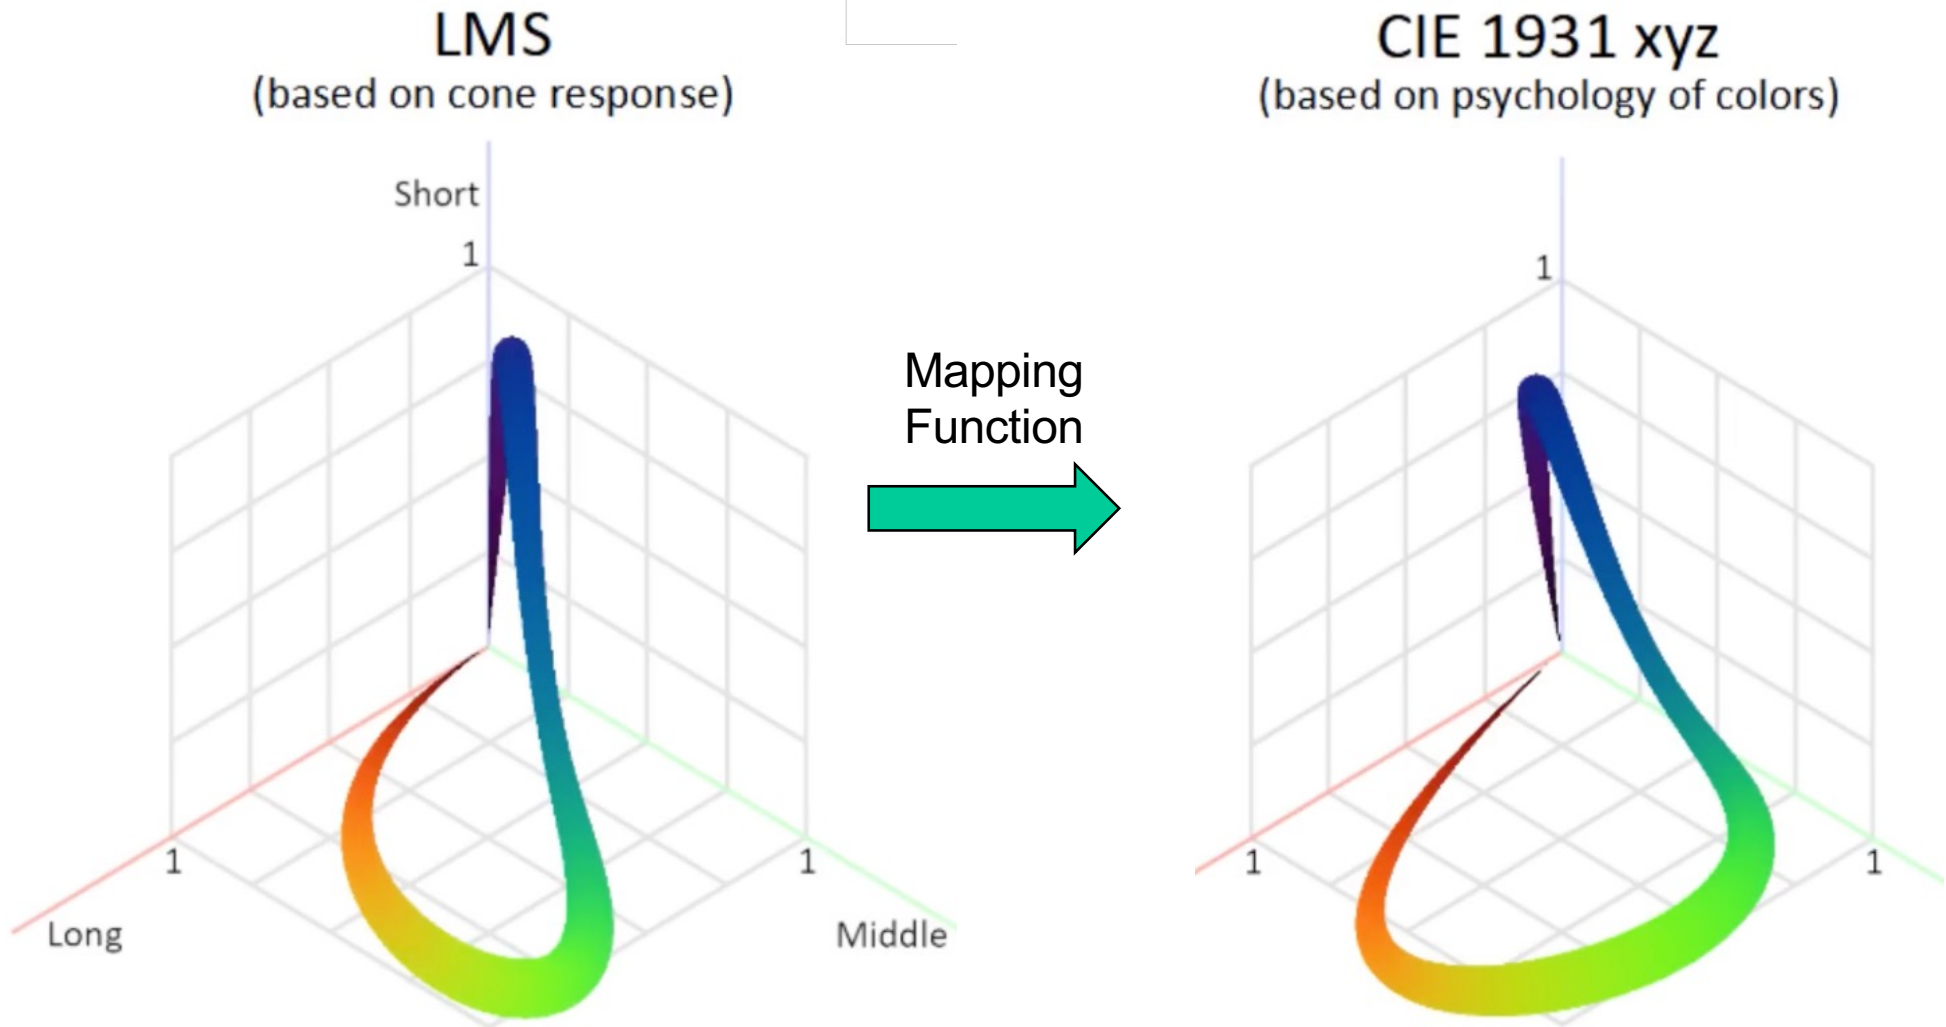 LMS
(based on cone response)
Short
1
1
1
Long
Middle
Mapping
Function
CIE 1931 xyz
(based on psychology of colors)
1
1
1